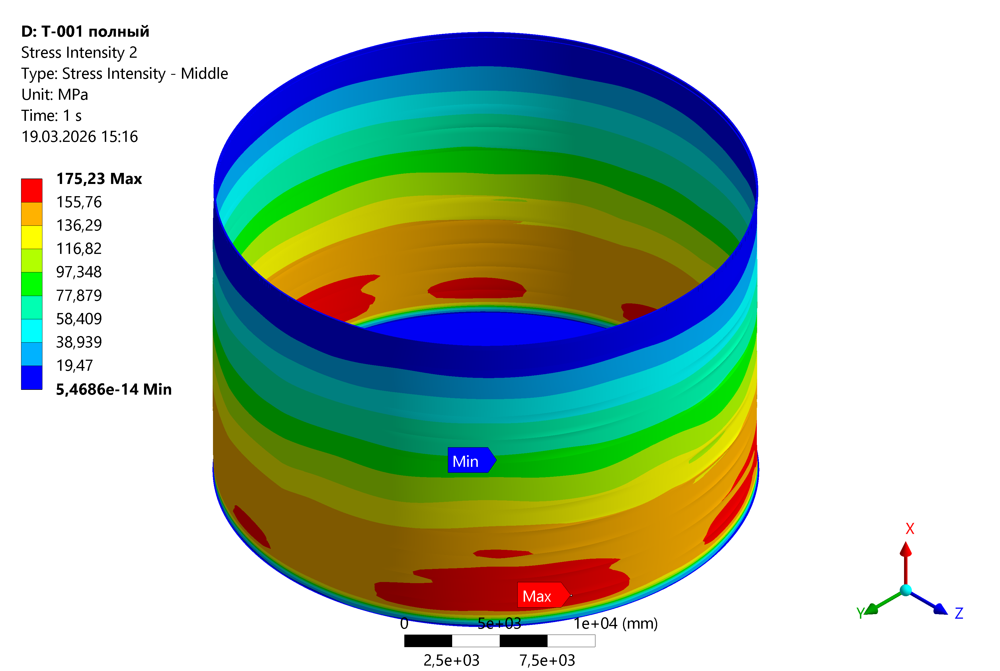 D: T-001 полный
Stress Intensity 2
Type: Stress Intensity - Middle
Unit: MPa
Time: 1 s
19.03.2026 15:16
175,23 Max
155,76
136,29
116,82
97,348
77,879
58,409
38,939
19,47
5,4686e-14 Min
Min
Max
0 5e+03 1e+04 (mm)
2,5e+03 7,5e+03
X
Y
Z